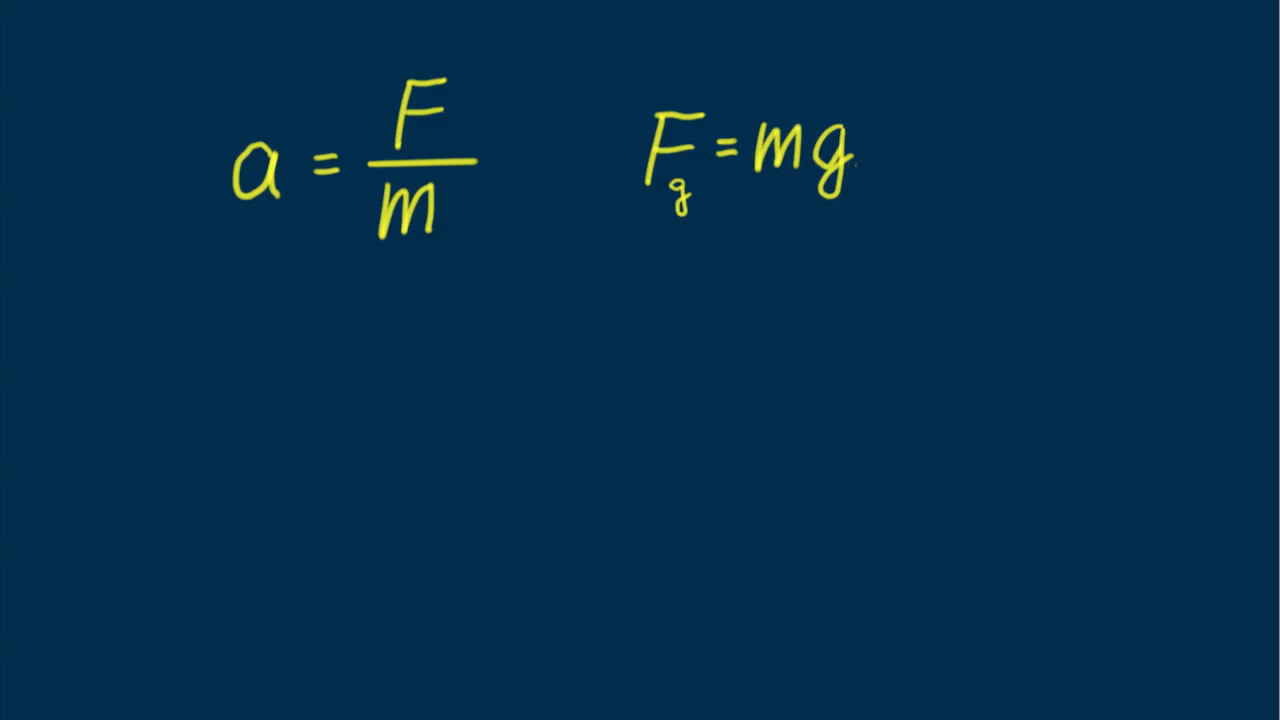 a = F/m
F_g = mg